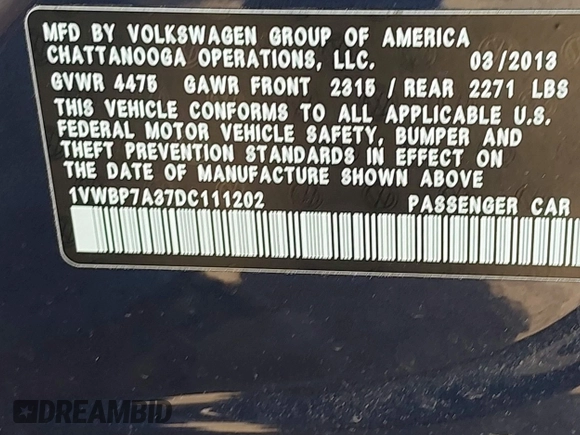 MFD BY VOLKSWAGEN GROUP OF AMERICA
CHATTANOOGA OPERATIONS, LLC. 03/2013
GVWR 4475 GAWR FRONT 2315 / REAR 2271 LBS
THIS VEHICLE CONFORMS TO ALL APPLICABLE U.S.
FEDERAL MOTOR VEHICLE SAFETY, BUMPER AND
THEFT PREVENTION STANDARDS IN EFFECT ON
THE DATE OF MANUFACTURE SHOWN ABOVE
1VWBP7A37DC111202 PASSENGER CAR
DREAMBID